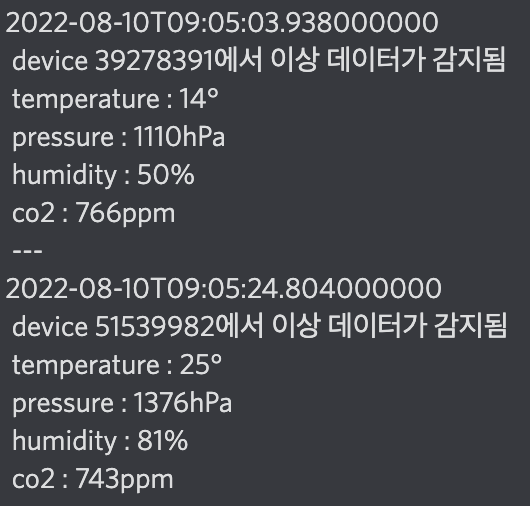 2022-08-10T09:05:03.938000000
device 39278391에서 이상 데이터가 감지됨
temperature : 14°
pressure : 1110hPa
humidity : 50%
co2 : 766ppm
---
2022-08-10T09:05:24.804000000
device 51539982에서 이상 데이터가 감지됨
temperature : 25°
pressure : 1376hPa
humidity : 81%
co2 : 743ppm